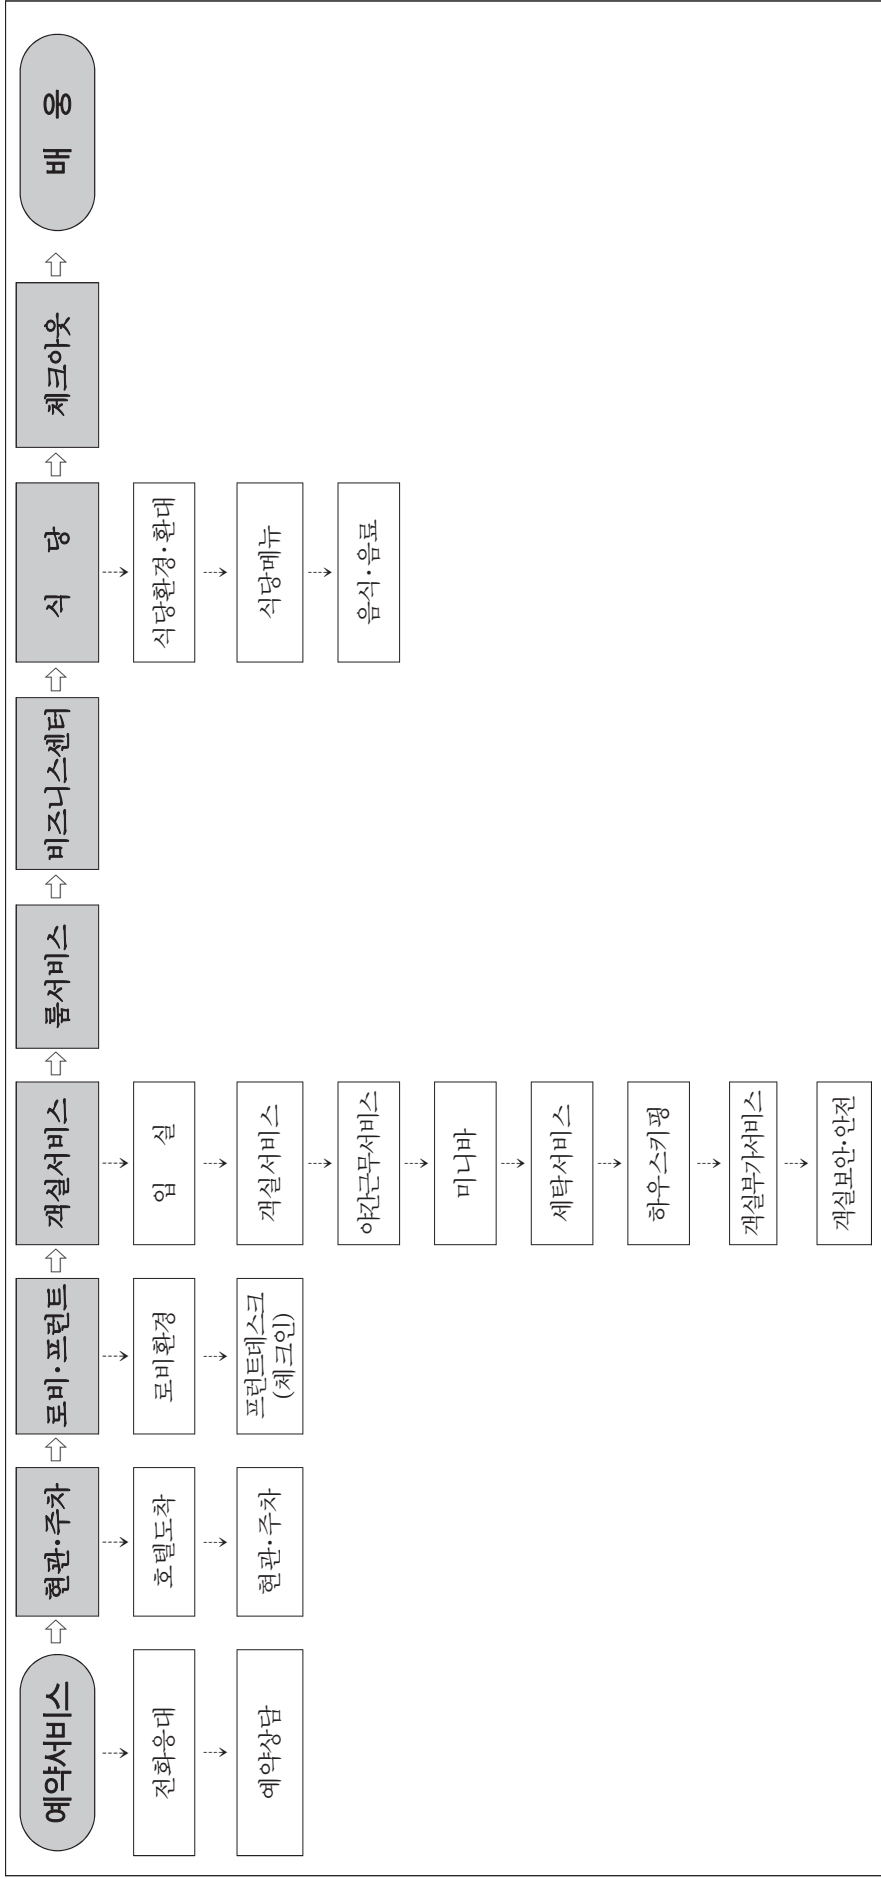 예약서비스
현관·주차
로비·프런트
객실서비스
룸서비스
비즈니스센터
식 당
체크아웃
배 웅
전화응대
예약상담
호텔도착
현관·주차
로비환경
프런트데스크
(체크인)
입 실
객실서비스
야간근무서비스
미니바
세탁서비스
하우스키핑
객실부가서비스
객실보안·안전
식당환경·환대
식당메뉴
음식·음료